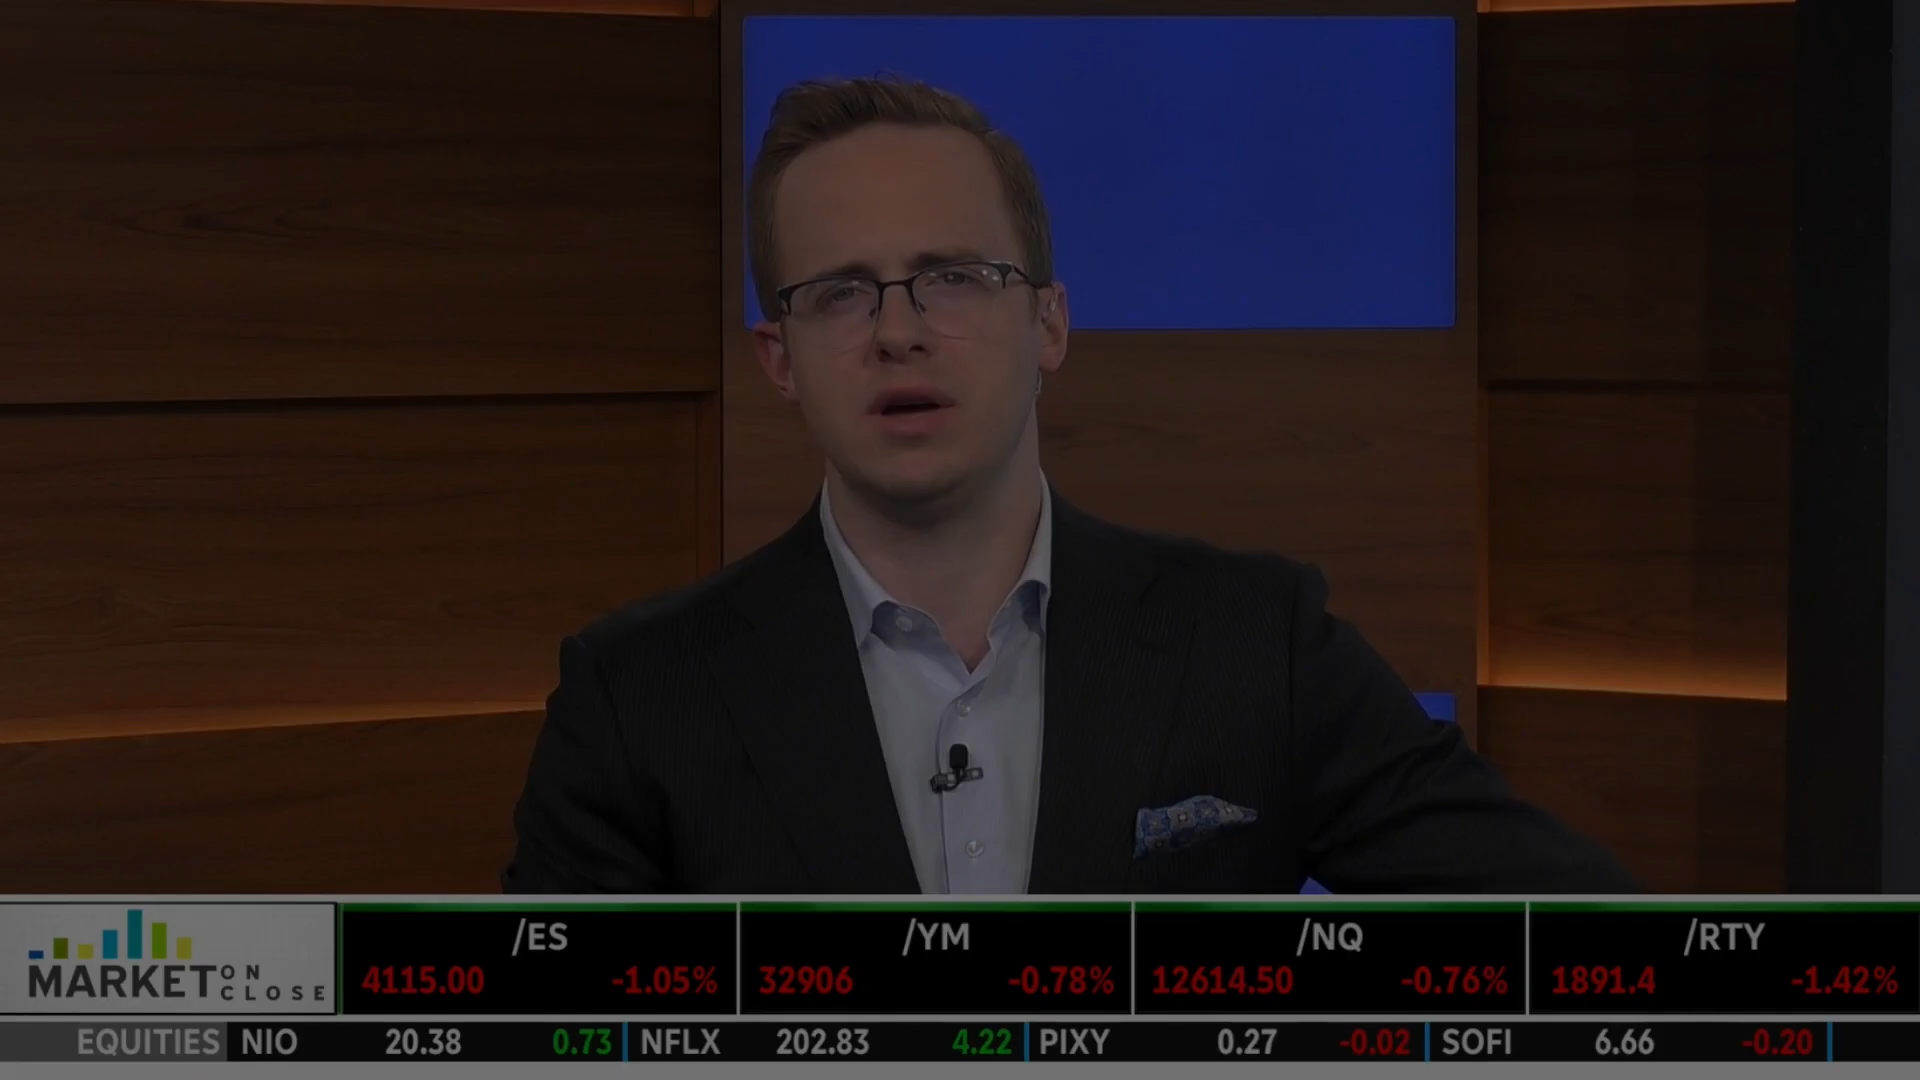 MARKET ON CLOSE
/ES
4115.00 -1.05%
/YM
32906 -0.78%
/NQ
12614.50 -0.76%
/RTY
1891.4 -1.42%
EQUITIES NIO 20.38 0.73 NFLX 202.83 4.22 PIXY 0.27 -0.02 SOFI 6.66 -0.20